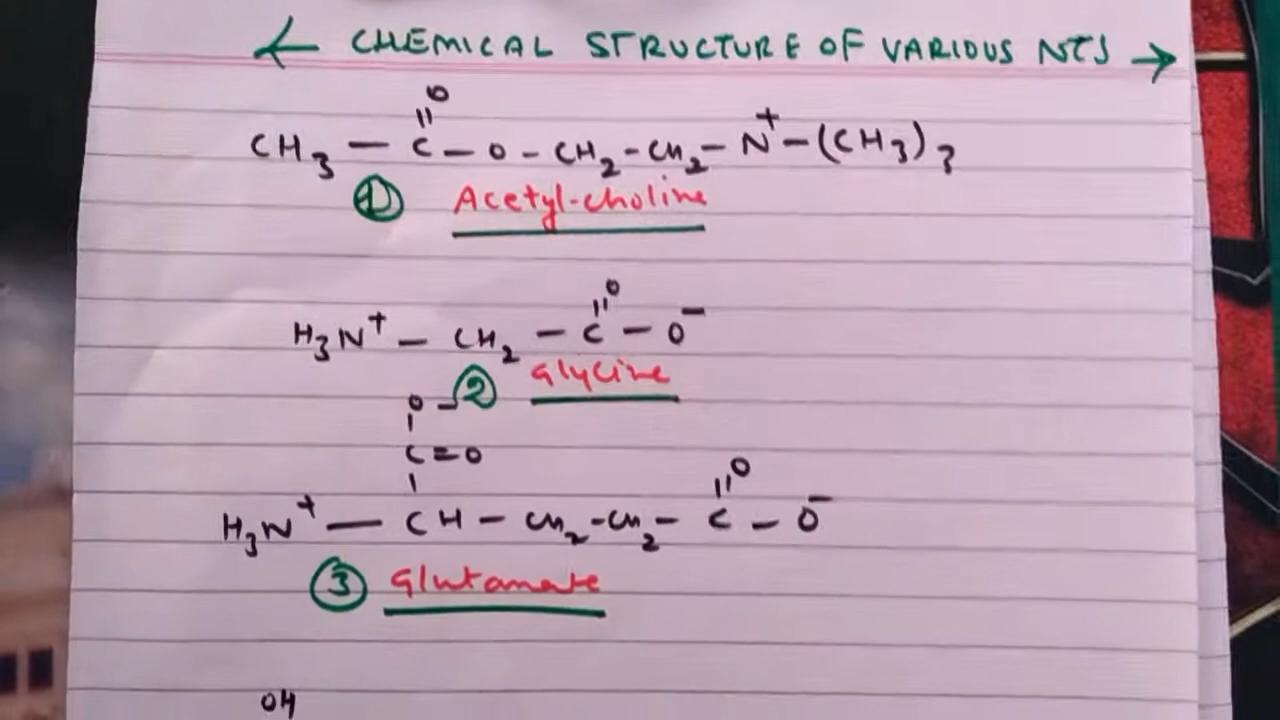 ← CHEMICAL STRUCTURE OF VARIOUS NTS →
O
||
CH₃ — C — O - CH₂ - CH₂ - N⁺ - (CH₃)₃
① Acetyl-choline
O
||
H₃N⁺ — CH₂ — C — O⁻
② Glycine
O -
|
C = O
|
O
||
H₃N⁺ — CH - CH₂ - CH₂ - C - O⁻
③ Glutamate
OH